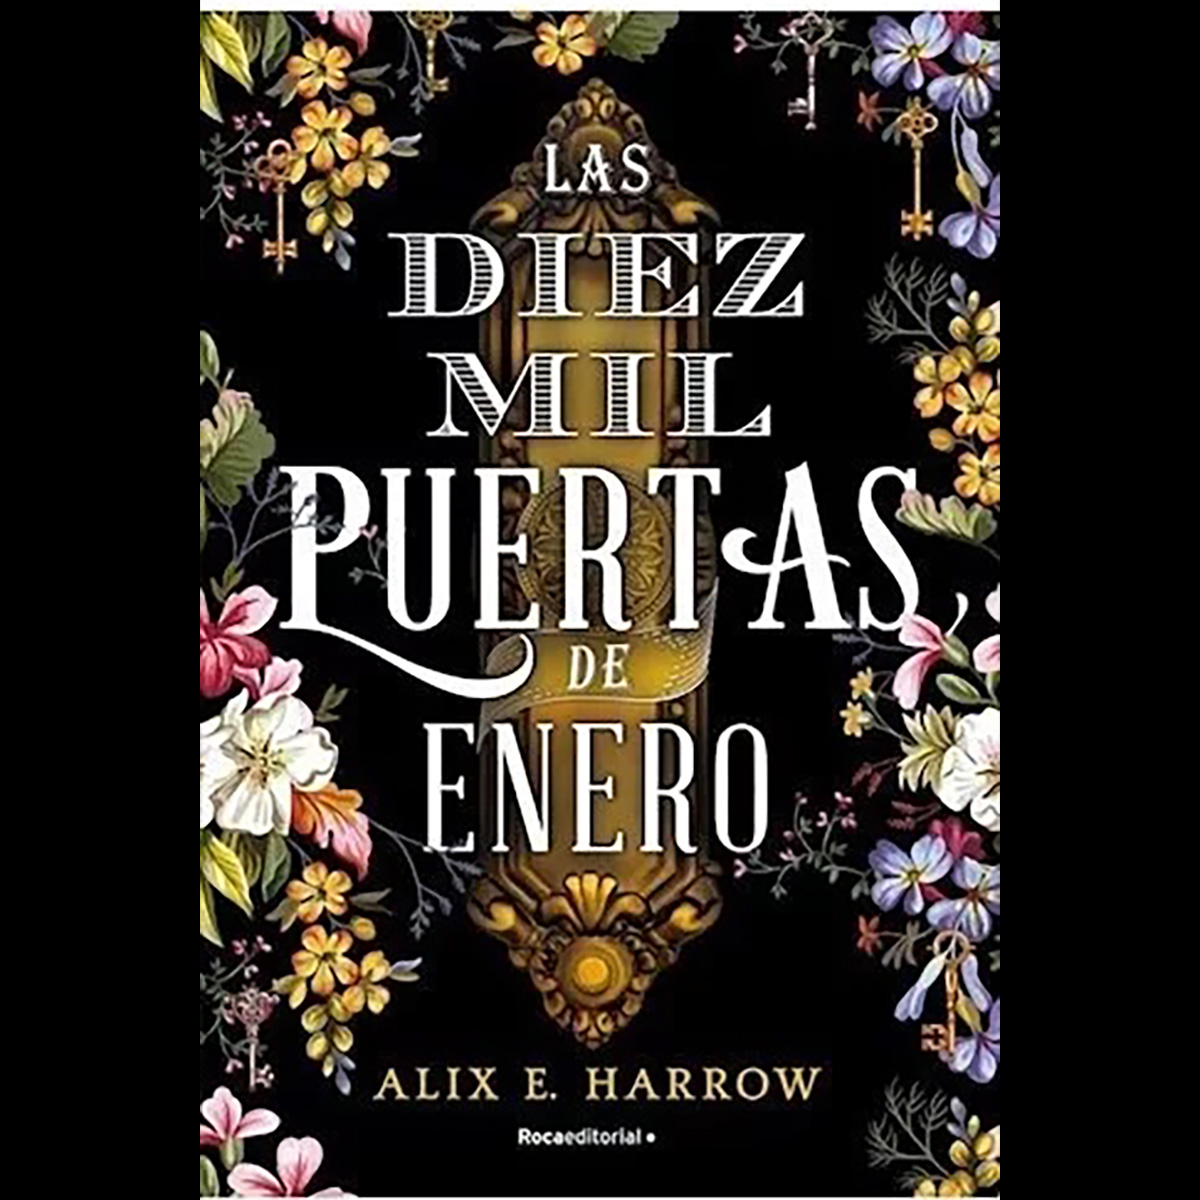 LAS
DIEZ
MIL
PUERTAS
DE
ENERO
ALIX E. HARROW
Rocaeditorial